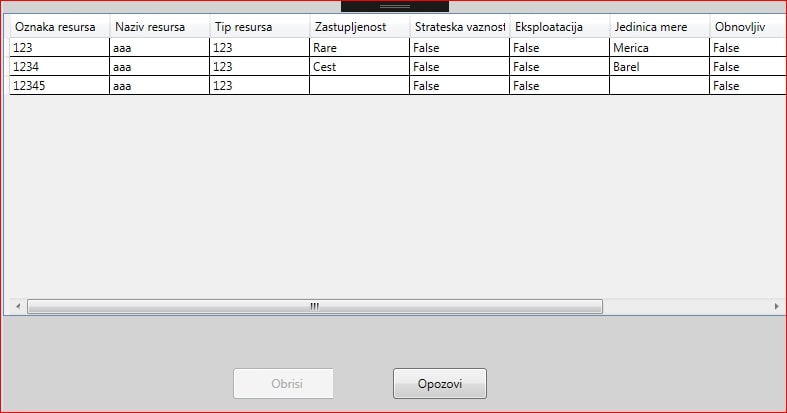 Oznaka resursa Naziv resursa Tip resursa Zastupljenost Strateska vaznost Eksploatacija Jedinica mere Obnovljiv
123 aaa 123 Rare False False Merica False
1234 aaa 123 Cest False False Barel False
12345 aaa 123 False False False
Obrisi Opozovi